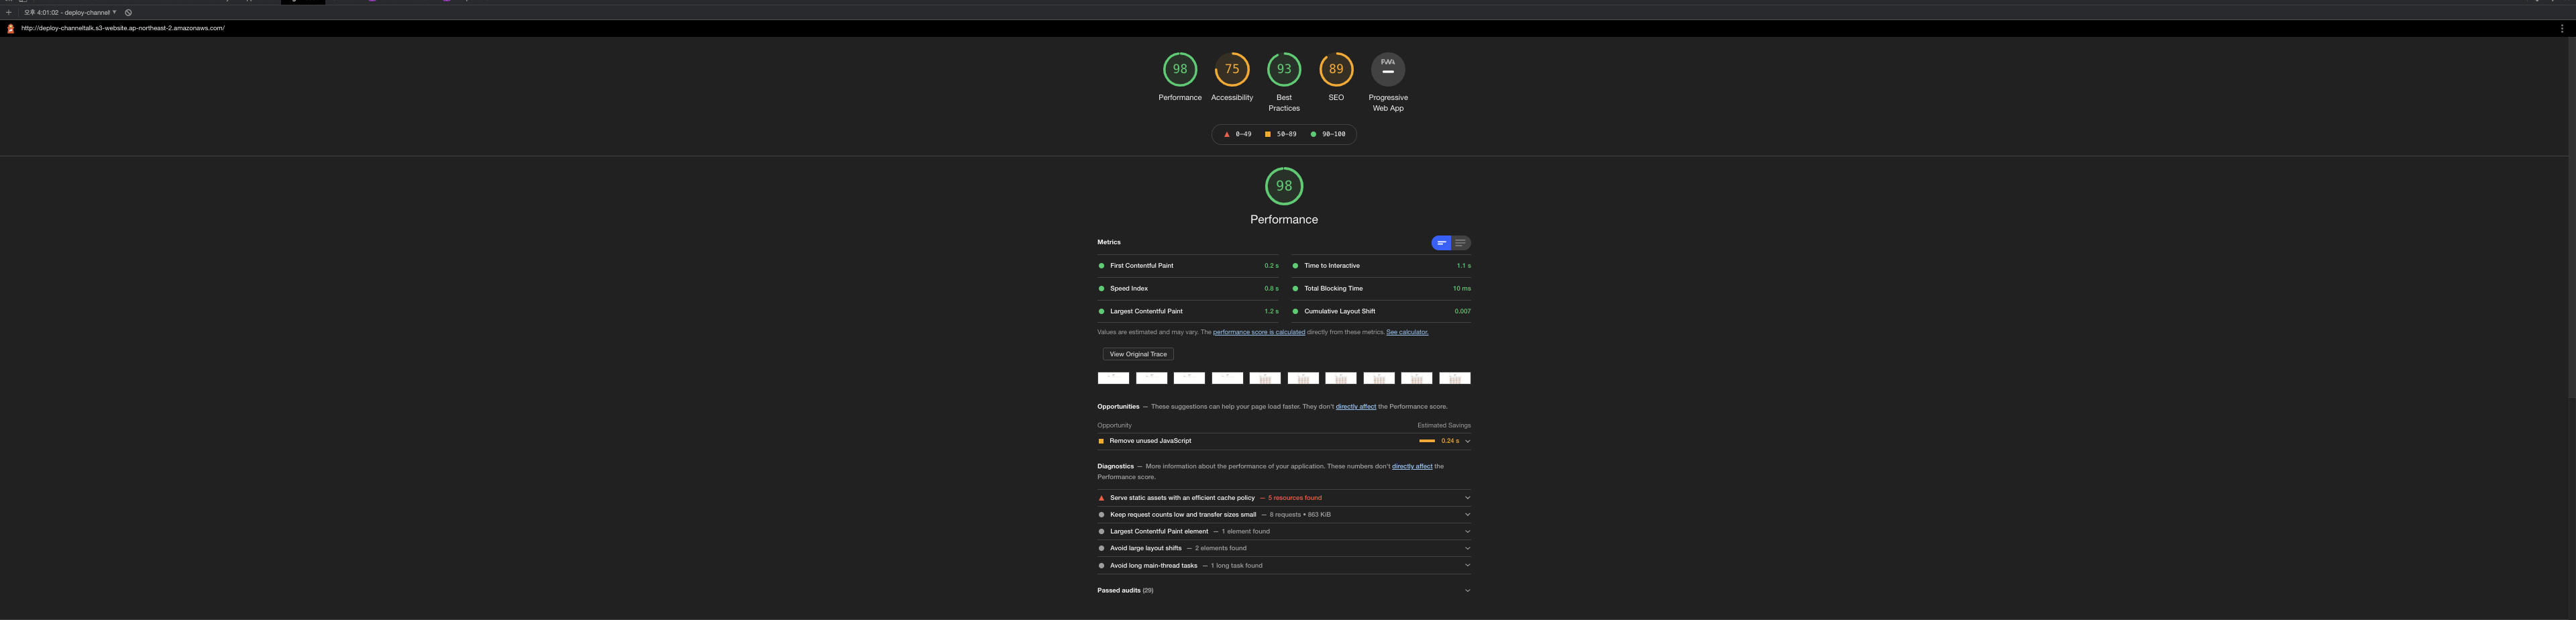 오후 4:01:02 - deploy-channel
http://deploy-channeltalk.s3-website.ap-northeast-2.amazonaws.com/
98 75 93 89 PWA
Performance Accessibility Best Practices SEO Progressive Web App
0–49 50–89 90–100
98
Performance
Metrics
First Contentful Paint 0.2 s Time to Interactive 1.1 s
Speed Index 0.8 s Total Blocking Time 10 ms
Largest Contentful Paint 1.2 s Cumulative Layout Shift 0.007
Values are estimated and may vary. The performance score is calculated directly from these metrics. See calculator.
View Original Trace
Opportunities — These suggestions can help your page load faster. They don't directly affect the Performance score.
Opportunity Estimated Savings
Remove unused JavaScript 0.24 s
Diagnostics — More information about the performance of your application. These numbers don't directly affect the
Performance score.
Serve static assets with an efficient cache policy — 5 resources found
Keep request counts low and transfer sizes small — 8 requests • 863 KiB
Largest Contentful Paint element — 1 element found
Avoid large layout shifts — 2 elements found
Avoid long main-thread tasks — 1 long task found
Passed audits (29)